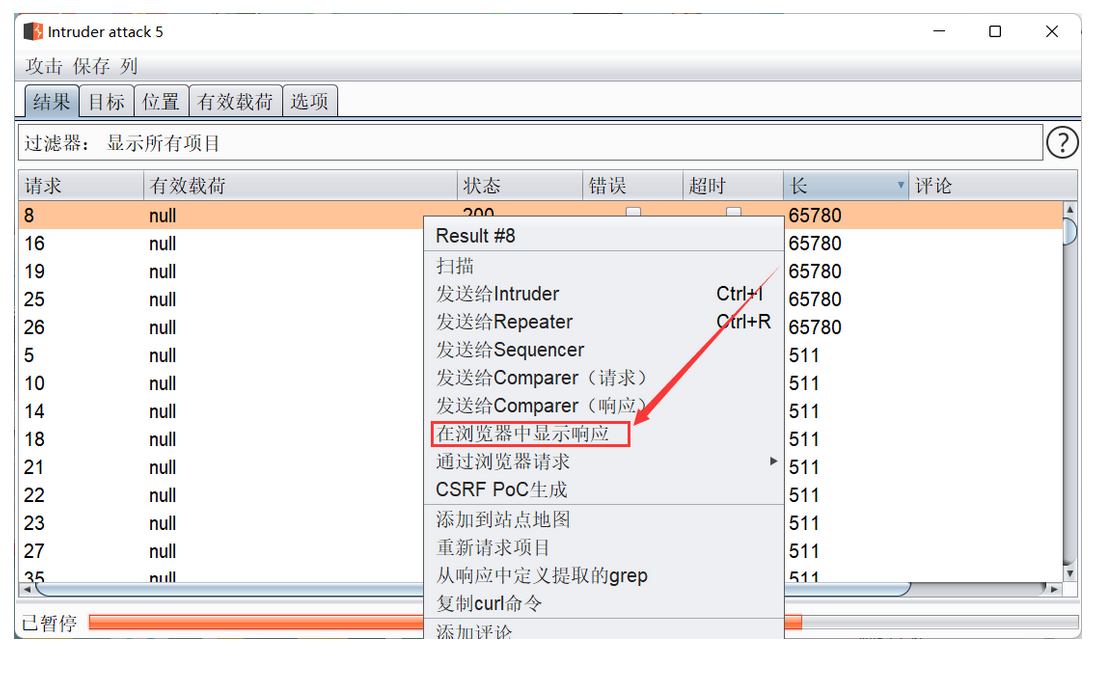 Intruder attack 5
攻击 保存 列
结果 目标 位置 有效载荷 选项
过滤器： 显示所有项目 ?
请求 有效载荷 状态 错误 超时 长 评论
8 null 200 65780
16 null 65780
19 null 65780
25 null 65780
26 null 65780
5 null 511
10 null 511
14 null 511
18 null 511
21 null 511
22 null 511
23 null 511
27 null 511
35 null 511
Result #8
扫描
发送给Intruder Ctrl+I
发送给Repeater Ctrl+R
发送给Sequencer
发送给Comparer（请求）
发送给Comparer（响应）
在浏览器中显示响应
通过浏览器请求
CSRF PoC生成
添加到站点地图
重新请求项目
从响应中定义提取的grep
复制curl命令
添加评论
已暂停